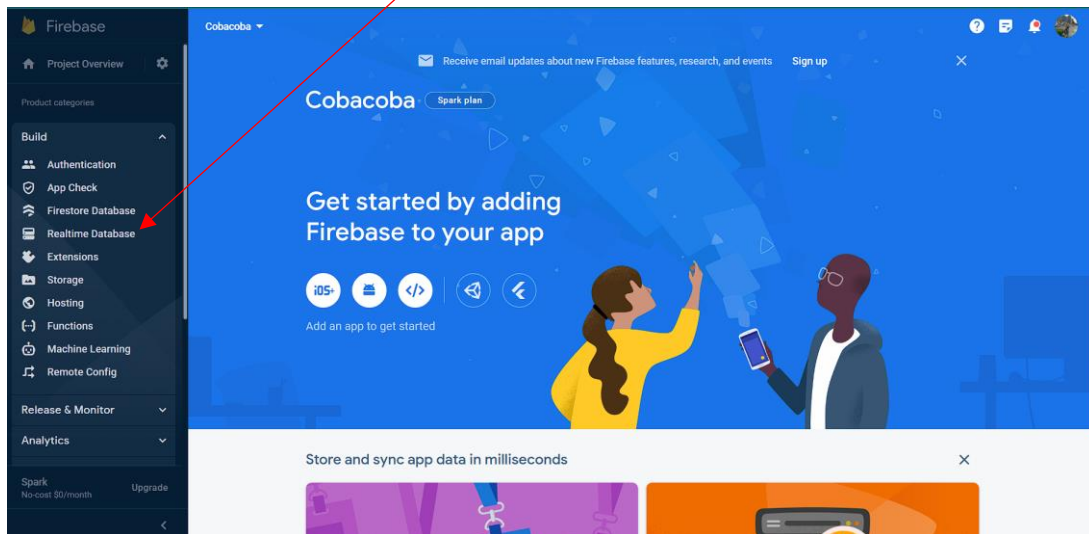 Firebase
Project Overview
Product categories
Build
Authentication
App Check
Firestore Database
Realtime Database
Extensions
Storage
Hosting
Functions
Machine Learning
Remote Config
Release & Monitor
Analytics
Spark
No-cost $0/month
Upgrade
Cobacoba
Receive email updates about new Firebase features, research, and events Sign up
Cobacoba Spark plan
Get started by adding
Firebase to your app
iOS+
Add an app to get started
Store and sync app data in milliseconds